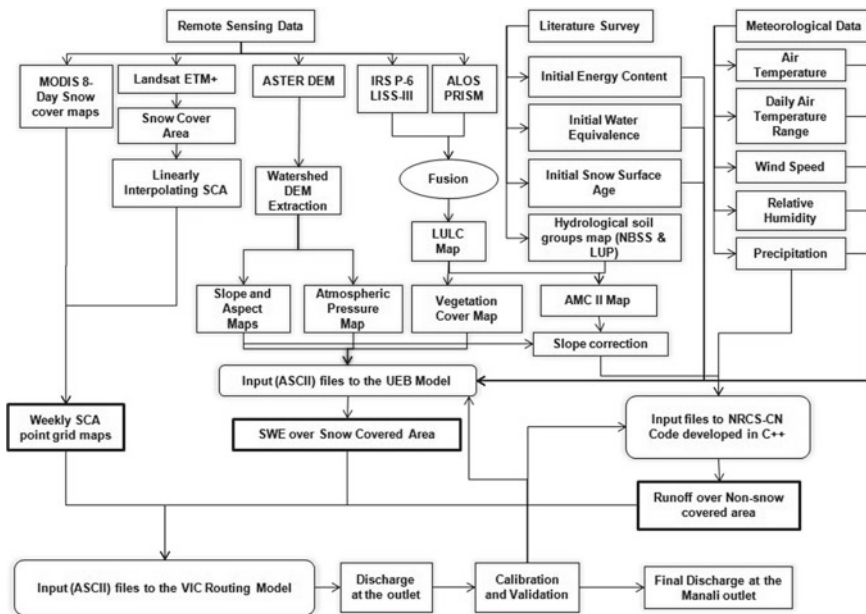 Remote Sensing Data
Literature Survey
Meteorological Data
MODIS 8-
Day Snow
cover maps
Landsat ETM+
ASTER DEM
IRS P-6
LISS-III
ALOS
PRISM
Initial Energy Content
Air
Temperature
Snow Cover
Area
Initial Water
Equivalence
Daily Air
Temperature
Range
Linearly
Interpolating SCA
Watershed
DEM
Extraction
Fusion
Initial Snow Surface
Age
Wind Speed
LULC
Map
Hydrological soil
groups map (NBSS &
LUP)
Relative
Humidity
Precipitation
Slope and
Aspect
Maps
Atmospheric
Pressure
Map
Vegetation
Cover Map
AMC II Map
Slope correction
Input (ASCII) files to the UEB Model
Weekly SCA
point grid maps
SWE over Snow Covered Area
Input files to NRCS-CN
Code developed in C++
Runoff over Non-snow
covered area
Input (ASCII) files to the VIC Routing Model
Discharge
at the outlet
Calibration
and Validation
Final Discharge at the
Manali outlet